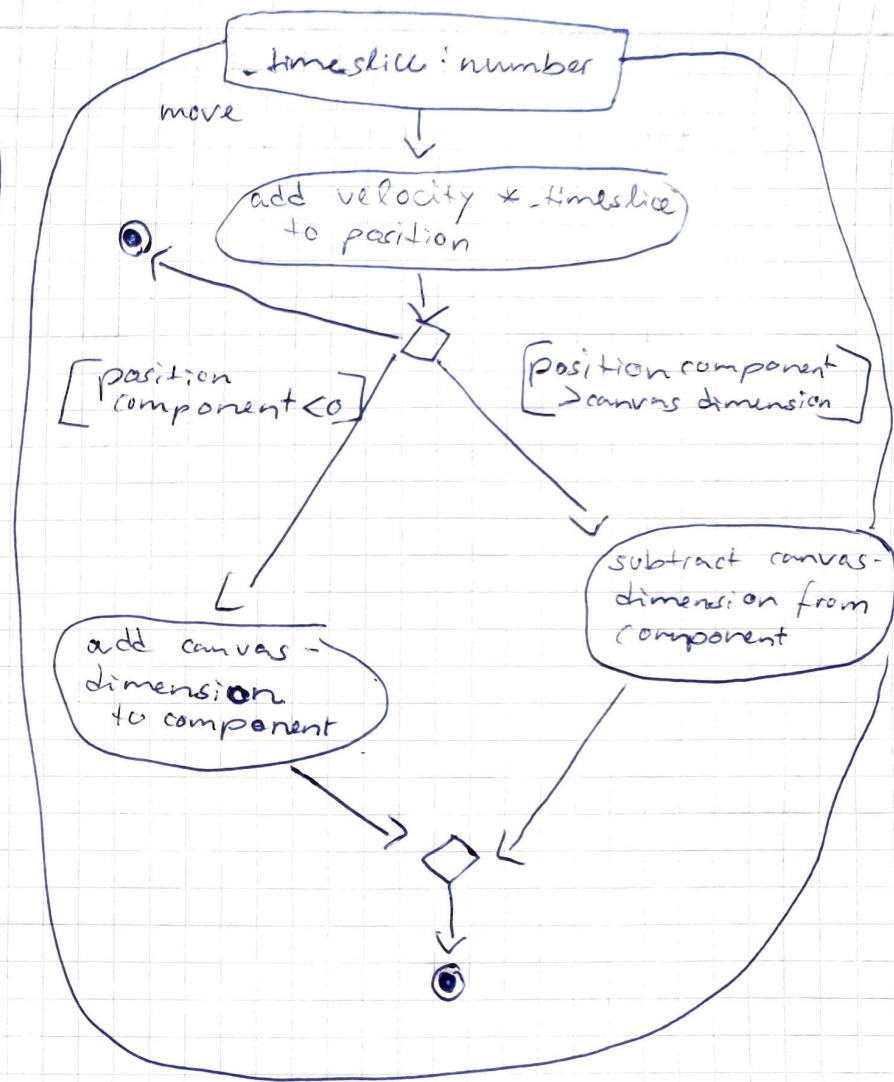 _timeslice : number
move
add velocity * _timeslice
to position
[position
component < 0]
[position component
> canvas dimension]
subtract canvas-
dimension from
component
add canvas-
dimension
to component